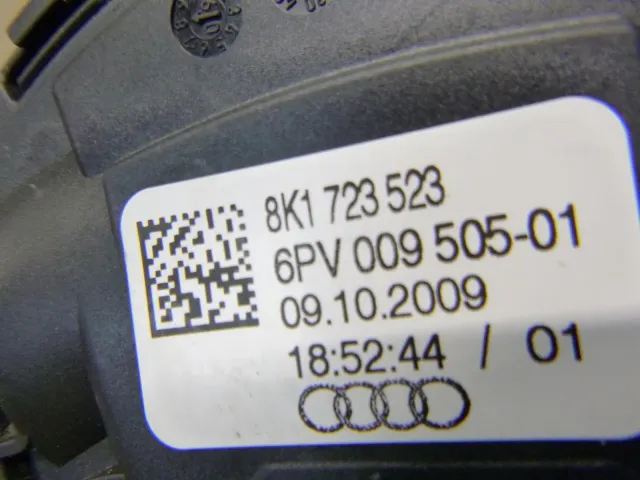 8K1 723 523
6PV 009 505-01
09.10.2009
18:52:44 / 01